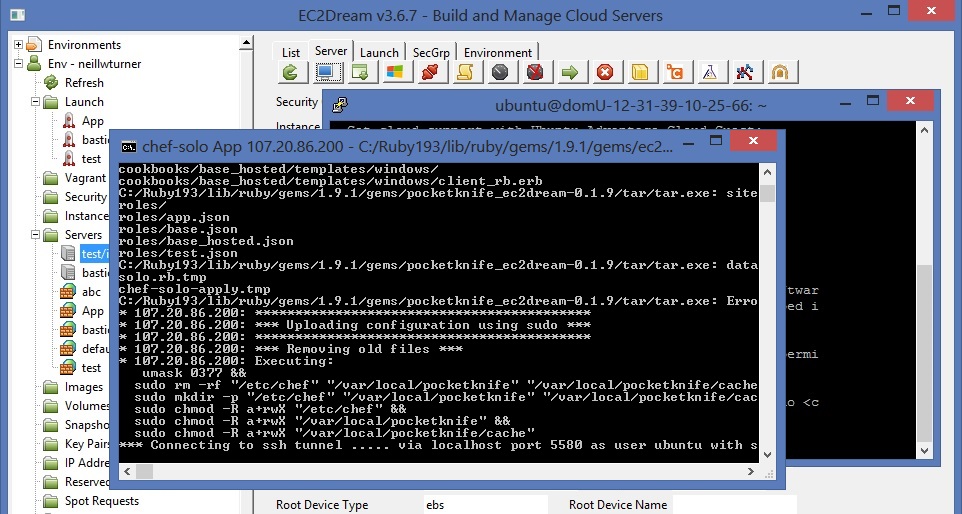 EC2Dream v3.6.7 - Build and Manage Cloud Servers
Environments
Env - neillwturner
Refresh
Launch
App
bastic
test
Vagrant
Security
Instance
Servers
test/i
bastic
abc
App
bastic
defau
test
Images
Volumes
Snapsho
Key Pairs
IP Addre
Reserved
Spot Requests
List
Server
Launch
SecGrp
Environment
Security
Instance
ubuntu@domU-12-31-39-10-25-66: ~
twar
ed i
ermi
o <c
chef-solo App 107.20.86.200 - C:/Ruby193/lib/ruby/gems/1.9.1/gems/ec2...
cookbooks/base_hosted/templates/windows/
cookbooks/base_hosted/templates/windows/client_rb.erb
C:/Ruby193/lib/ruby/gems/1.9.1/gems/pocketknife_ec2dream-0.1.9/tar/tar.exe: site
roles/
roles/app.json
roles/base.json
roles/base_hosted.json
roles/test.json
C:/Ruby193/lib/ruby/gems/1.9.1/gems/pocketknife_ec2dream-0.1.9/tar/tar.exe: data
solo.rb.tmp
chef-solo-apply.tmp
C:/Ruby193/lib/ruby/gems/1.9.1/gems/pocketknife_ec2dream-0.1.9/tar/tar.exe: Erro
* 107.20.86.200: *****************************************
* 107.20.86.200: *** Uploading configuration using sudo ***
* 107.20.86.200: *****************************************
* 107.20.86.200: *** Removing old files ***
* 107.20.86.200: Executing:
umask 0377 &&
sudo rm -rf "/etc/chef" "/var/local/pocketknife" "/var/local/pocketknife/cache
sudo mkdir -p "/etc/chef" "/var/local/pocketknife" "/var/local/pocketknife/cac
sudo chmod -R a+rwX "/etc/chef" &&
sudo chmod -R a+rwX "/var/local/pocketknife" &&
sudo chmod -R a+rwX "/var/local/pocketknife/cache"
*** Connecting to ssh tunnel ..... via localhost port 5580 as user ubuntu with s
Root Device Type
ebs
Root Device Name